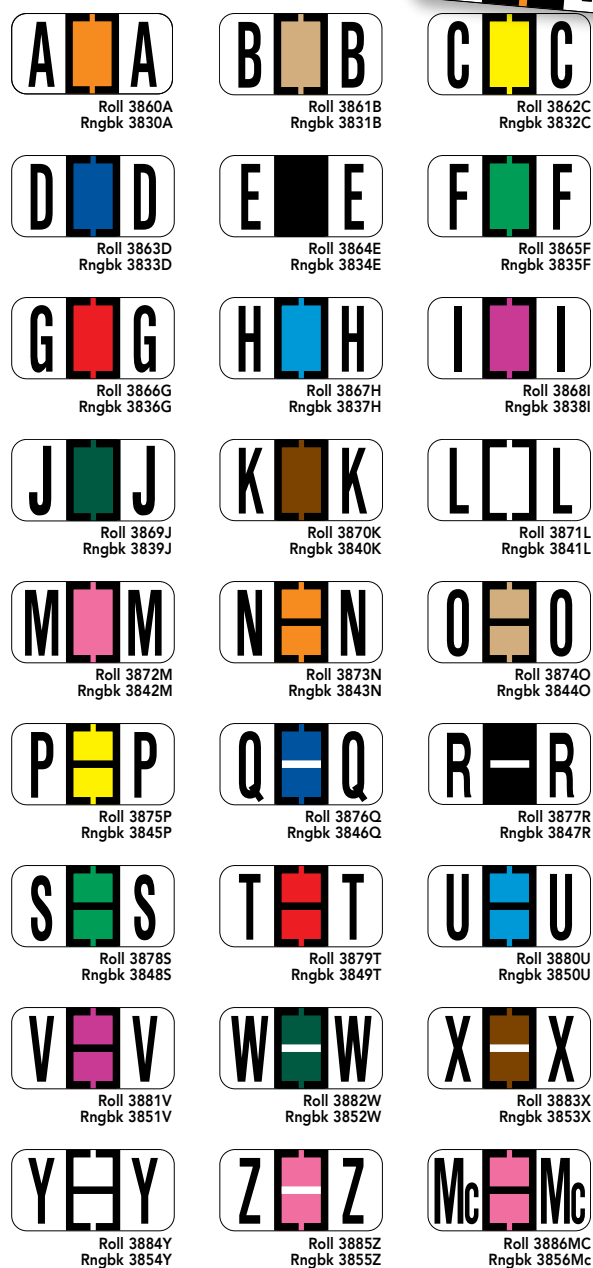 A A
Roll 3860A
Rngbk 3830A
B B
Roll 3861B
Rngbk 3831B
C C
Roll 3862C
Rngbk 3832C
D D
Roll 3863D
Rngbk 3833D
E E
Roll 3864E
Rngbk 3834E
F F
Roll 3865F
Rngbk 3835F
G G
Roll 3866G
Rngbk 3836G
H H
Roll 3867H
Rngbk 3837H
I I
Roll 3868I
Rngbk 3838I
J J
Roll 3869J
Rngbk 3839J
K K
Roll 3870K
Rngbk 3840K
L L
Roll 3871L
Rngbk 3841L
M M
Roll 3872M
Rngbk 3842M
N N
Roll 3873N
Rngbk 3843N
O O
Roll 3874O
Rngbk 3844O
P P
Roll 3875P
Rngbk 3845P
Q Q
Roll 3876Q
Rngbk 3846Q
R R
Roll 3877R
Rngbk 3847R
S S
Roll 3878S
Rngbk 3848S
T T
Roll 3879T
Rngbk 3849T
U U
Roll 3880U
Rngbk 3850U
V V
Roll 3881V
Rngbk 3851V
W W
Roll 3882W
Rngbk 3852W
X X
Roll 3883X
Rngbk 3853X
Y Y
Roll 3884Y
Rngbk 3854Y
Z Z
Roll 3885Z
Rngbk 3855Z
Mc Mc
Roll 3886MC
Rngbk 3856Mc